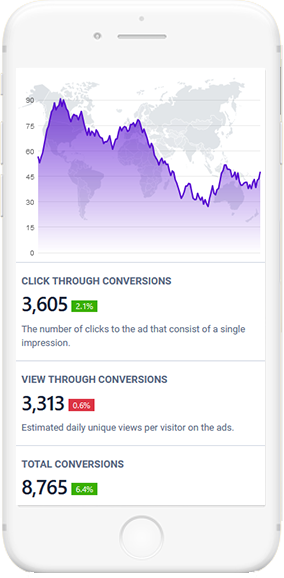 90
75
60
45
30
15
0
CLICK THROUGH CONVERSIONS
3,605 2.1%
The number of clicks to the ad that consist of a single
impression.
VIEW THROUGH CONVERSIONS
3,313 0.6%
Estimated daily unique views per visitor on the ads.
TOTAL CONVERSIONS
8,765 6.4%